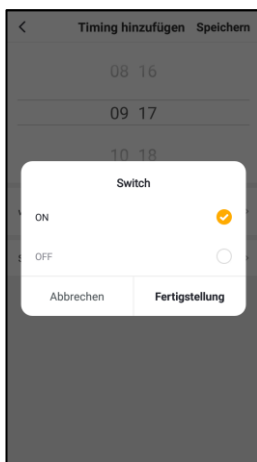 Timing hinzufügen Speichern
08 16
09 17
10 18
Switch
ON
OFF
Abbrechen Fertigstellung